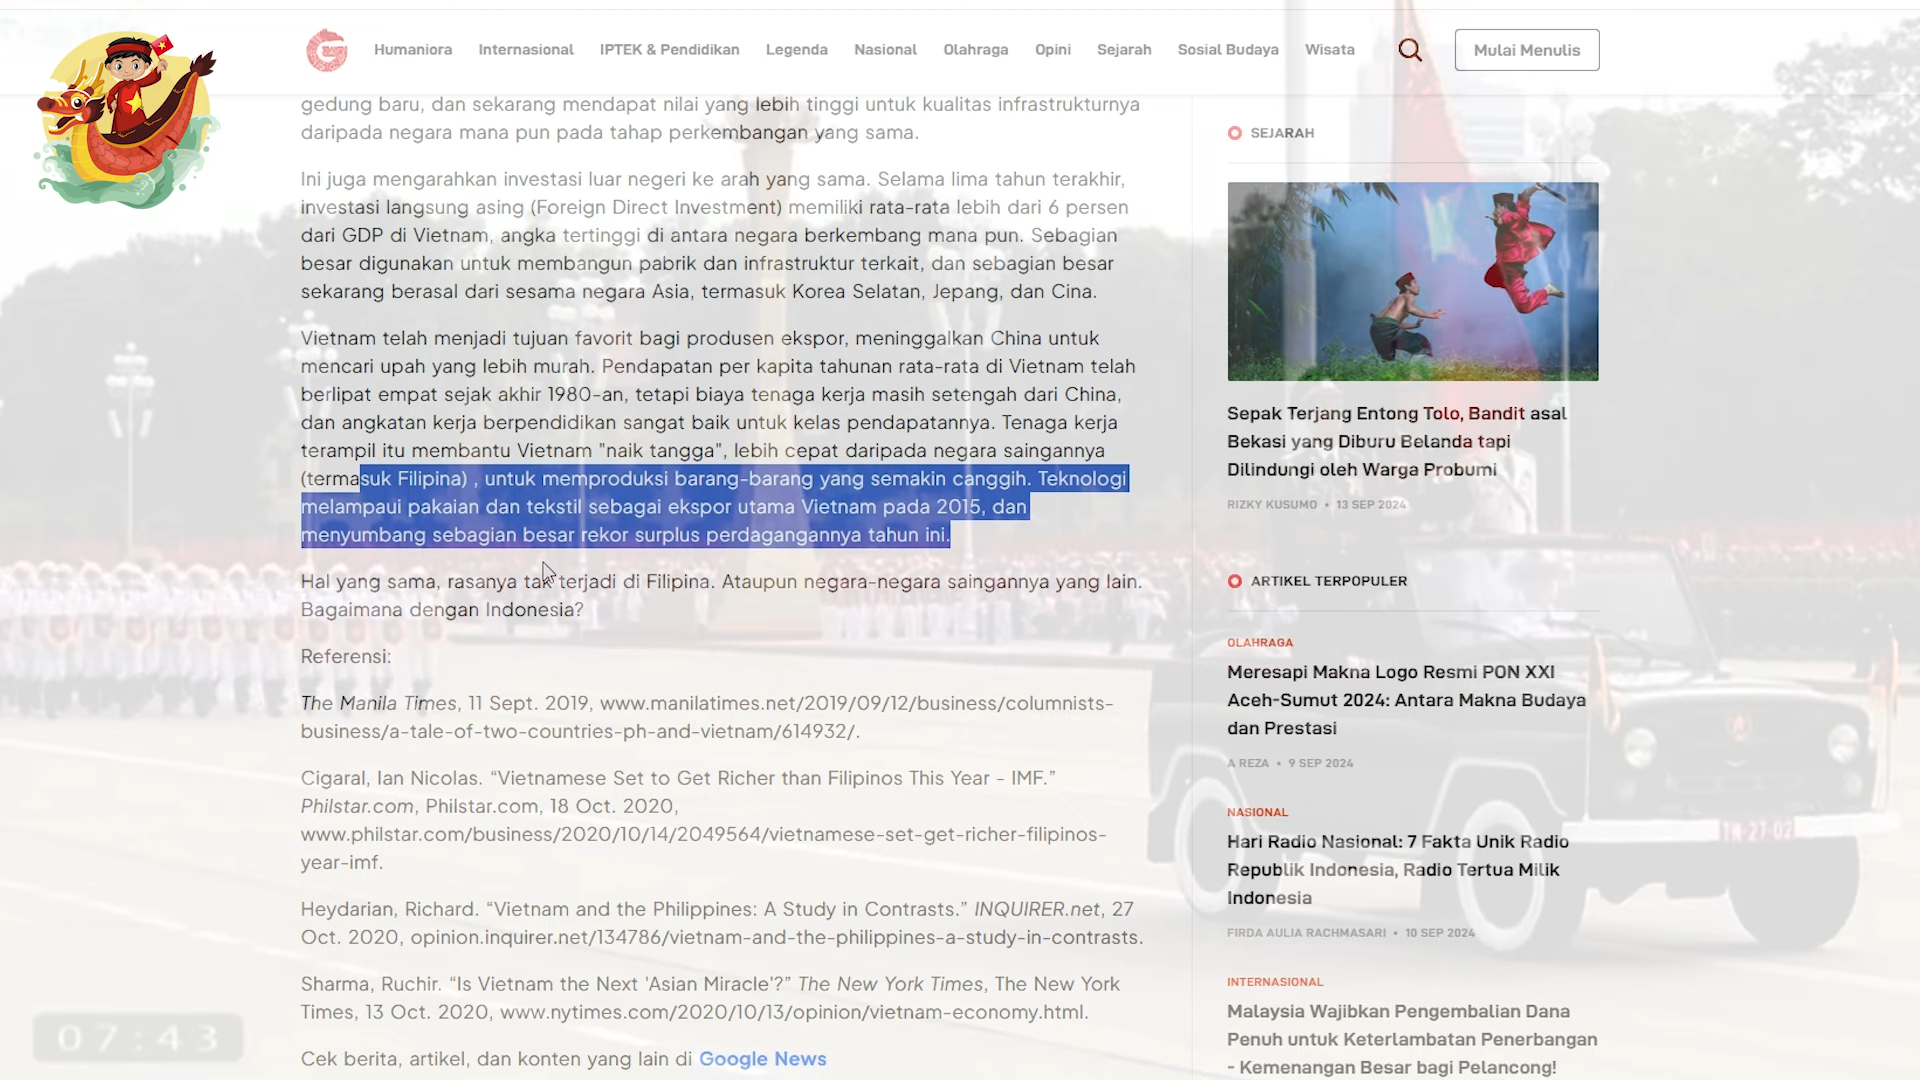 Humaniora Internasional IPTEK & Pendidikan Legenda Nasional Olahraga Opini Sejarah Sosial Budaya Wisata Mulai Menulis
gedung baru, dan sekarang mendapat nilai yang lebih tinggi untuk kualitas infrastrukturnya
daripada negara mana pun pada tahap perkembangan yang sama.
Ini juga mengarahkan investasi luar negeri ke arah yang sama. Selama lima tahun terakhir,
investasi langsung asing (Foreign Direct Investment) memiliki rata-rata lebih dari 6 persen
dari GDP di Vietnam, angka tertinggi di antara negara berkembang mana pun. Sebagian
besar digunakan untuk membangun pabrik dan infrastruktur terkait, dan sebagian besar
sekarang berasal dari sesama negara Asia, termasuk Korea Selatan, Jepang, dan Cina.
Vietnam telah menjadi tujuan favorit bagi produsen ekspor, meninggalkan China untuk
mencari upah yang lebih murah. Pendapatan per kapita tahunan rata-rata di Vietnam telah
berlipat empat sejak akhir 1980-an, tetapi biaya tenaga kerja masih setengah dari China,
dan angkatan kerja berpendidikan sangat baik untuk kelas pendapatannya. Tenaga kerja
terampil itu membantu Vietnam "naik tangga", lebih cepat daripada negara saingannya
(termasuk Filipina) , untuk memproduksi barang-barang yang semakin canggih. Teknologi
melampaui pakaian dan tekstil sebagai ekspor utama Vietnam pada 2015, dan
menyumbang sebagian besar rekor surplus perdagangannya tahun ini.
Hal yang sama, rasanya tak terjadi di Filipina. Ataupun negara-negara saingannya yang lain.
Bagaimana dengan Indonesia?
Referensi:
The Manila Times, 11 Sept. 2019, www.manilatimes.net/2019/09/12/business/columnists-
business/a-tale-of-two-countries-ph-and-vietnam/614932/.
Cigaral, Ian Nicolas. “Vietnamese Set to Get Richer than Filipinos This Year - IMF.”
Philstar.com, Philstar.com, 18 Oct. 2020,
www.philstar.com/business/2020/10/14/2049564/vietnamese-set-get-richer-filipinos-
year-imf.
Heydarian, Richard. “Vietnam and the Philippines: A Study in Contrasts.” INQUIRER.net, 27
Oct. 2020, opinion.inquirer.net/134786/vietnam-and-the-philippines-a-study-in-contrasts.
Sharma, Ruchir. “Is Vietnam the Next 'Asian Miracle'?” The New York Times, The New York
Times, 13 Oct. 2020, www.nytimes.com/2020/10/13/opinion/vietnam-economy.html.
Cek berita, artikel, dan konten yang lain di Google News
SEJARAH
Sepak Terjang Entong Tolo, Bandit asal
Bekasi yang Diburu Belanda tapi
Dilindungi oleh Warga Probumi
RIZKY KUSUMO • 13 SEP 2024
ARTIKEL TERPOPULER
OLAHRAGA
Meresapi Makna Logo Resmi PON XXI
Aceh-Sumut 2024: Antara Makna Budaya
dan Prestasi
A REZA • 9 SEP 2024
NASIONAL
Hari Radio Nasional: 7 Fakta Unik Radio
Republik Indonesia, Radio Tertua Milik
Indonesia
FIRDA AULIA RACHMASARI • 10 SEP 2024
INTERNASIONAL
Malaysia Wajibkan Pengembalian Dana
Penuh untuk Keterlambatan Penerbangan
- Kemenangan Besar bagi Pelancong!
TH-27-02
07:43